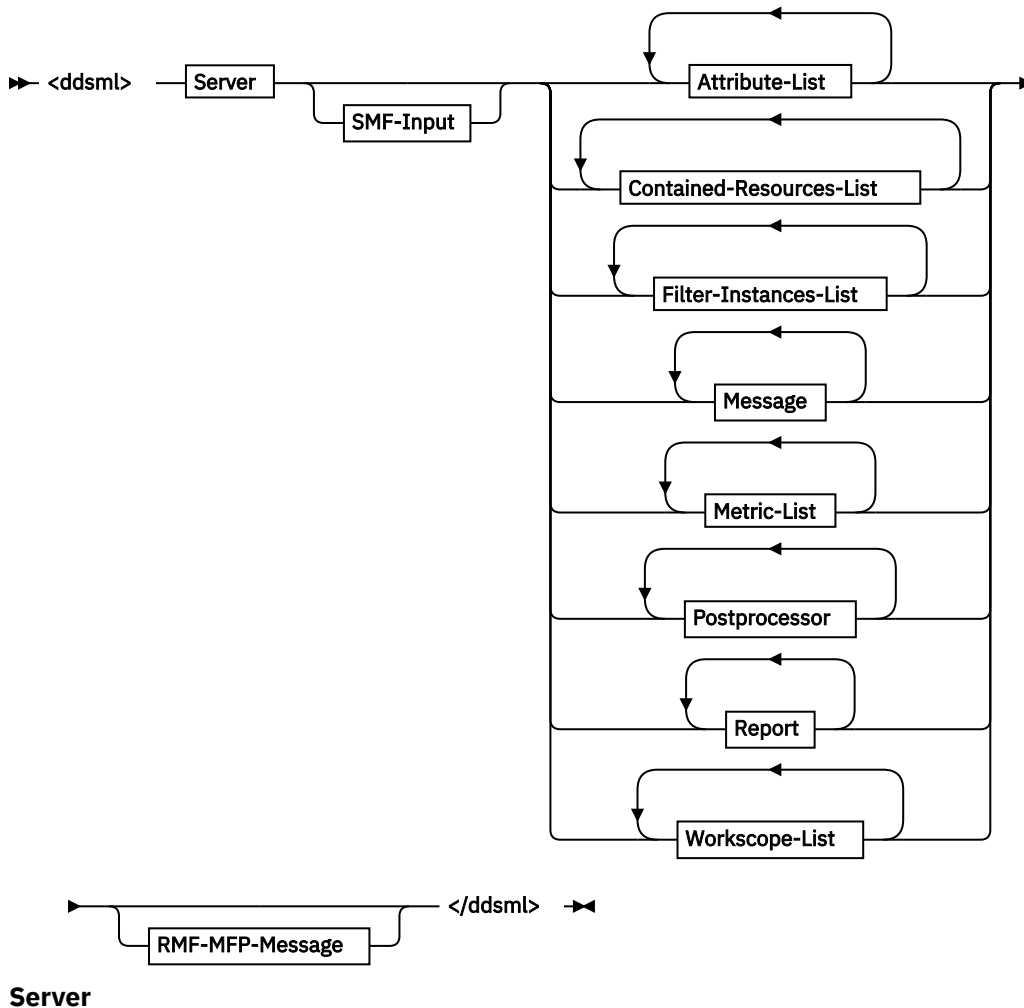 <ddsml> Server Attribute-List
SMF-Input
Contained-Resources-List
Filter-Instances-List
Message
Metric-List
Postprocessor
Report
Workscope-List
</ddsml>
RMF-MFP-Message
Server